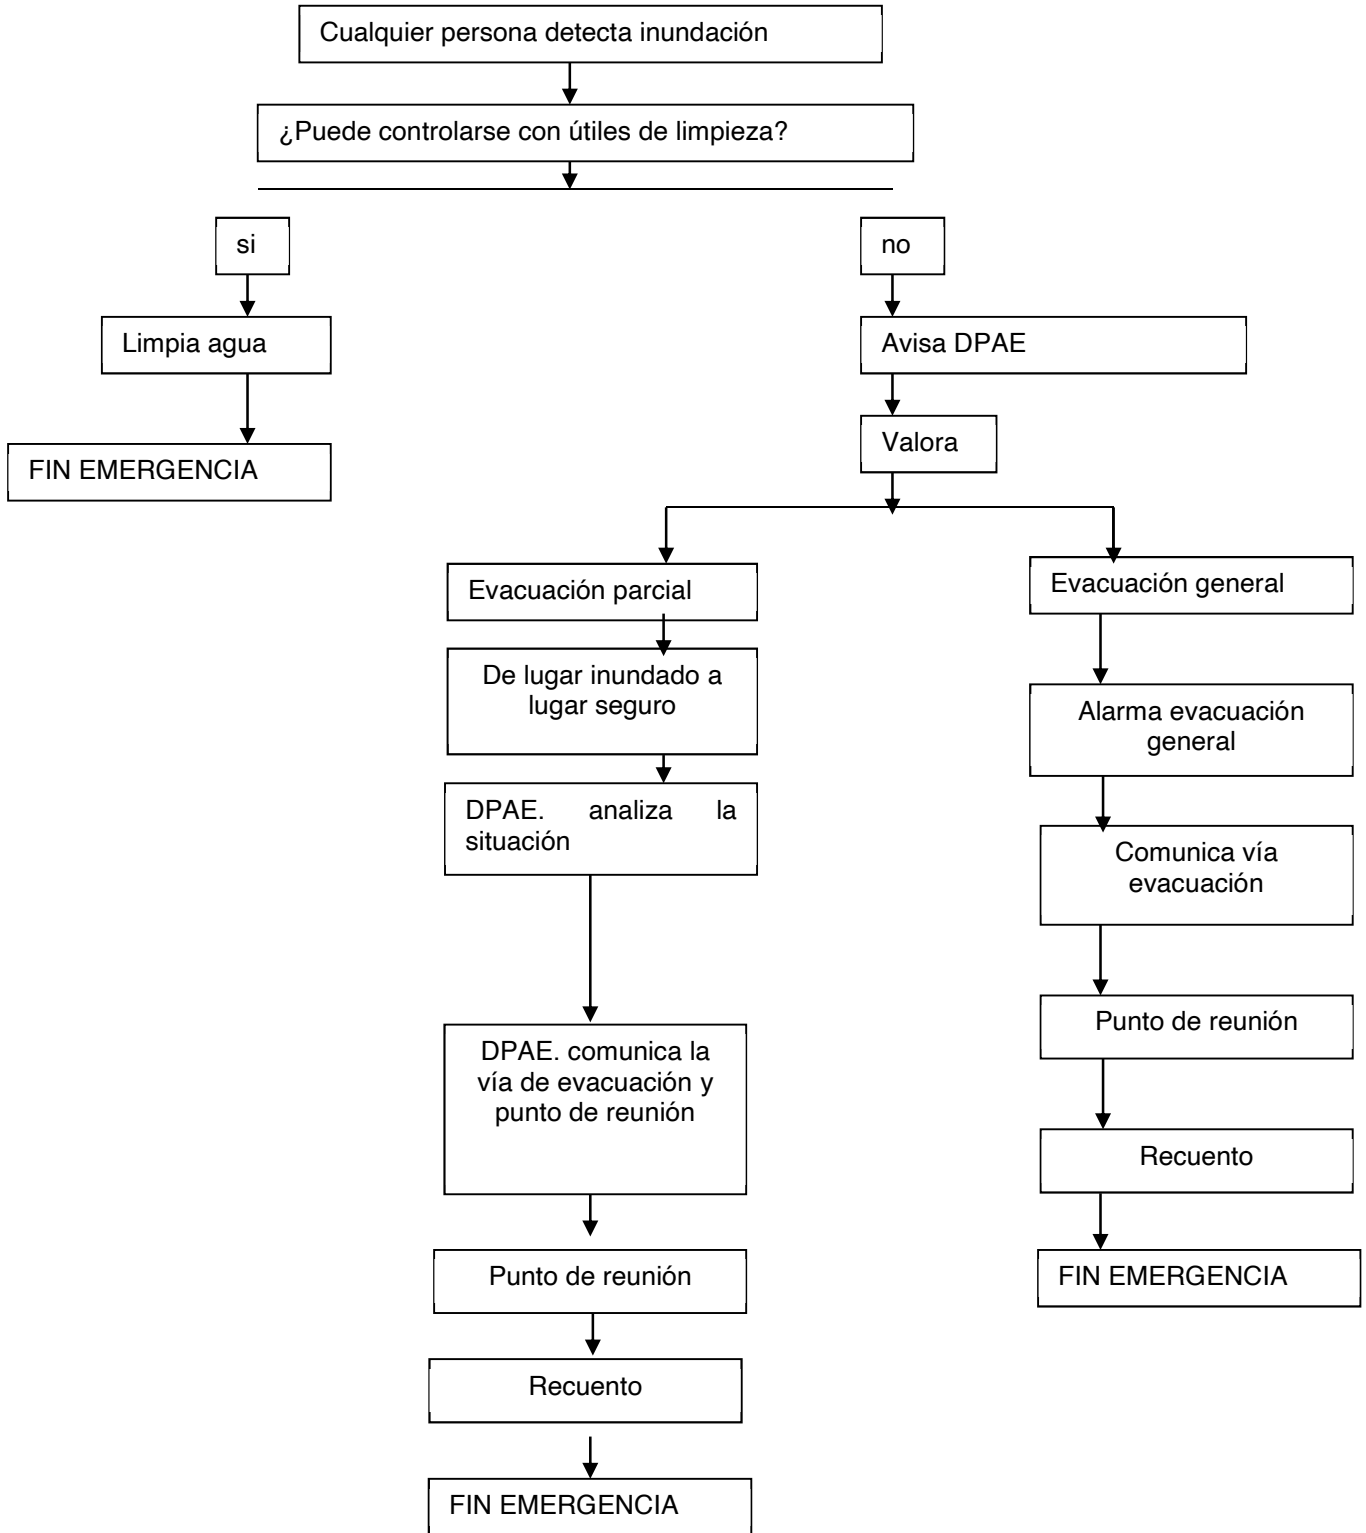 Cualquier persona detecta inundación
¿Puede controlarse con útiles de limpieza?
si
no
Limpia agua
Avisa DPAE
FIN EMERGENCIA
Valora
Evacuación parcial
De lugar inundado a
lugar seguro
DPAE. analiza la
situación
DPAE. comunica la
vía de evacuación y
punto de reunión
Punto de reunión
Recuento
FIN EMERGENCIA
Evacuación general
Alarma evacuación
general
Comunica vía
evacuación
Punto de reunión
Recuento
FIN EMERGENCIA